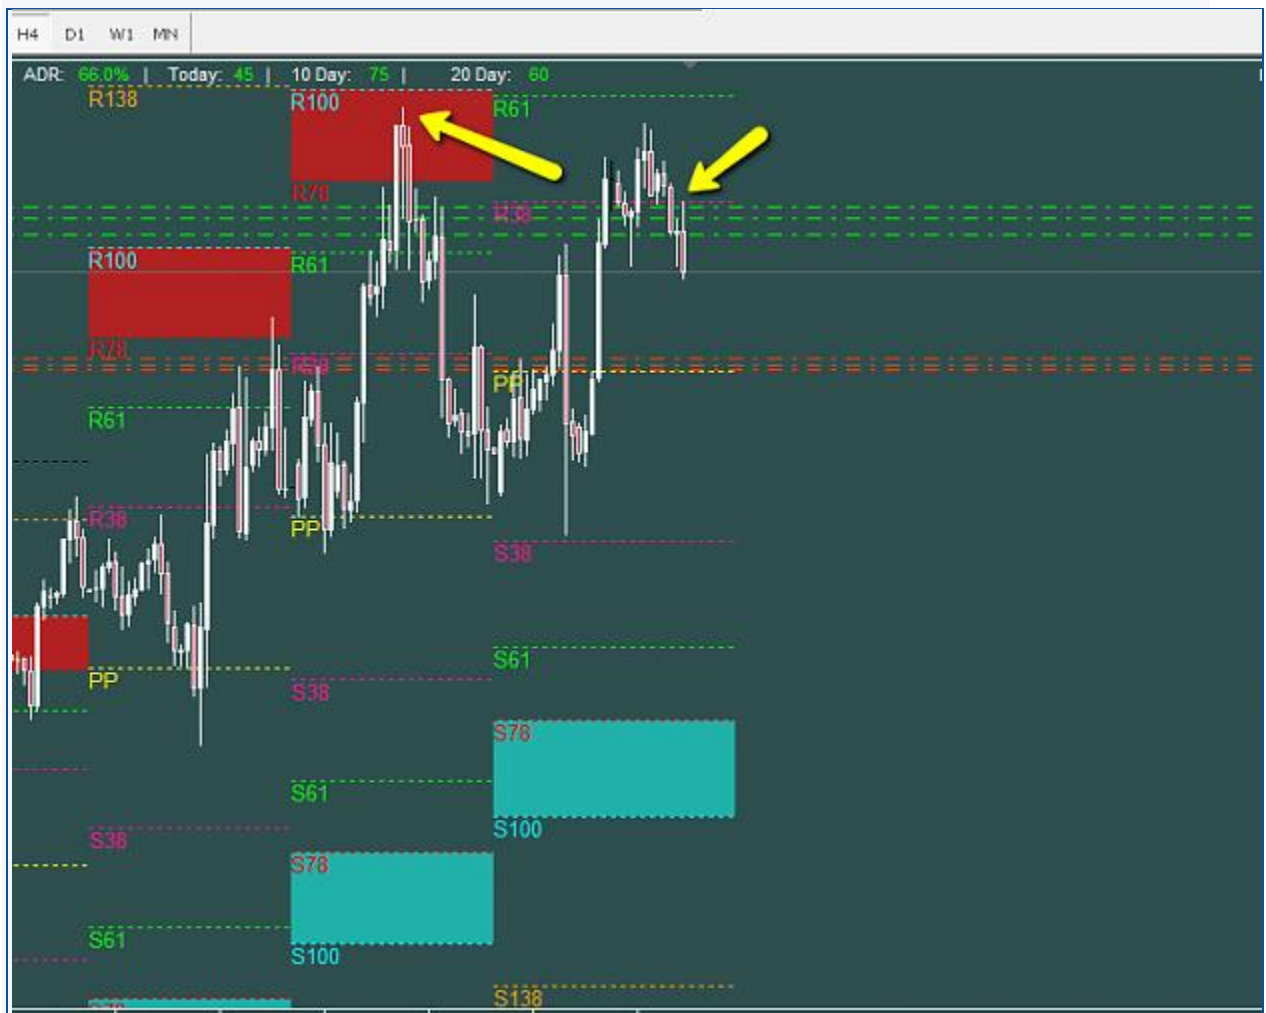 H4 D1 W1 MN
ADR: 66.0% | Today: 45 | 10 Day: 75 | 20 Day: 60
R138 R100 R61
R78
R38
R100 R61
R78 R38
PP
R61
R38
PP
S38
S61
PP S38
S78
S61
S100
S38
S78
S61
S100
S138